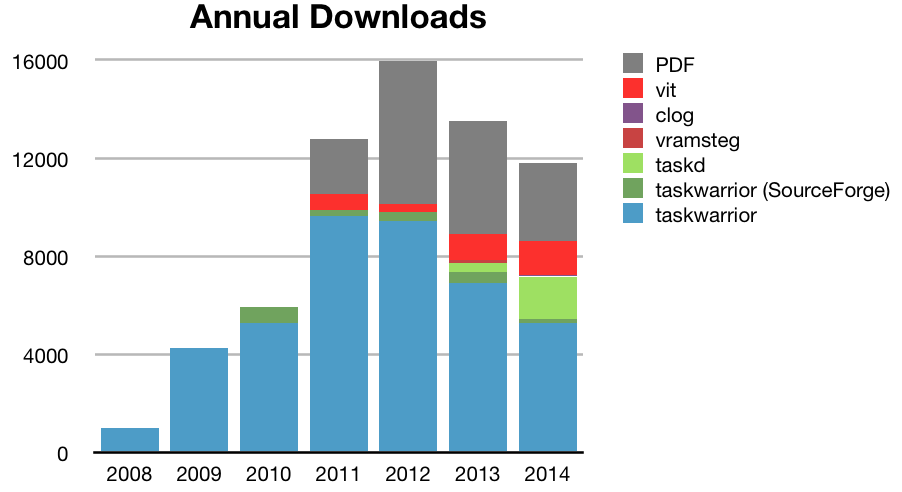 Annual Downloads
16000
12000
8000
4000
0
2008 2009 2010 2011 2012 2013 2014
PDF
vit
clog
vramsteg
taskd
taskwarrior (SourceForge)
taskwarrior